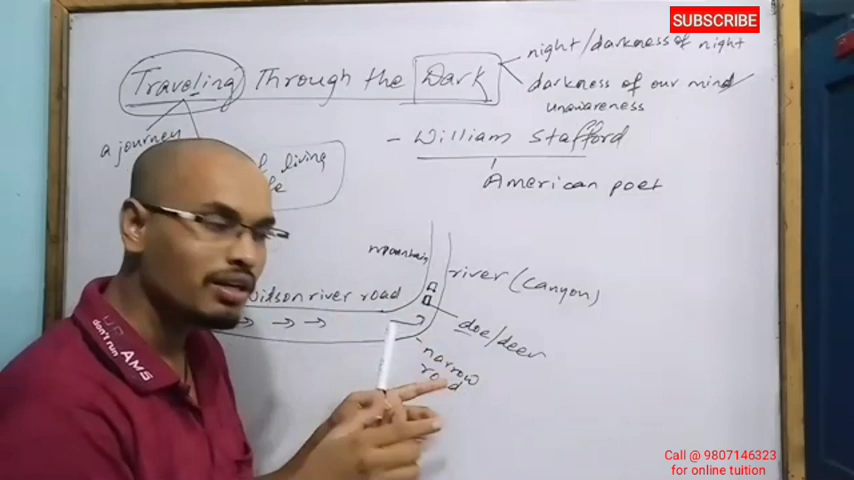 SUBSCRIBE
night/darkness of night
Traveling Through the Dark
darkness of our mind
unawareness
a journey
- William Stafford
of living
American poet
mountain
river (canyon)
river road
doe/deer
narrow
road
don't run
AMS
Call @ 9807146323
for online tuition